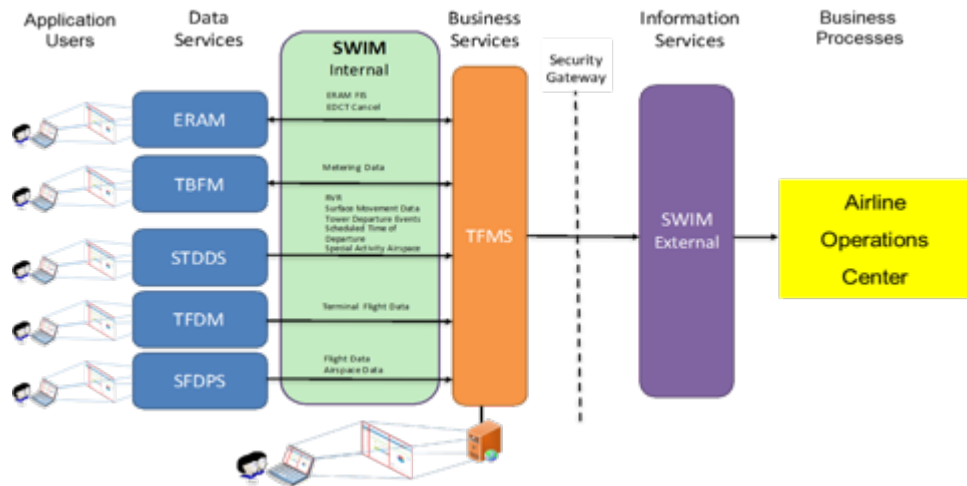 Application
Users
Data
Services
SWIM
Internal
Business
Services
Security
Gateway
Information
Services
Business
Processes
ERAM
ERAM FIS
EDCT Cancel
TBFM
Metering Data
RVR
Surface Movement Data
Tower Departure Events
Scheduled Time of
Departure
Special Activity Airspace
STDDS
TFDM
Terminal Flight Data
SFDPS
Flight Data
Airspace Data
TFMS
SWIM
External
Airline
Operations
Center